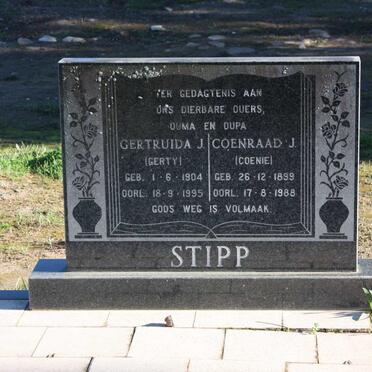 TER GEDAGTENIS AAN
ONS DIERBARE OUERS,
OUMA EN OUPA
GERTRUIDA J. COENRAAD J.
(GERTY) (COENIE)
GEB. 1-6-1904 GEB. 26-12-1899
OORL. 18-9-1995 OORL. 17-8-1988
GODS WEG IS VOLMAAK.
STIPP